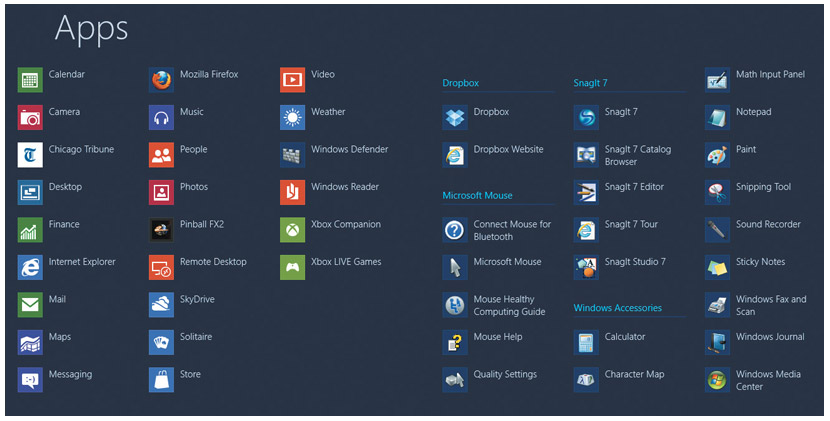 Apps
Calendar
Camera
Chicago Tribune
Desktop
Finance
Internet Explorer
Mail
Maps
Messaging
Mozilla Firefox
Music
People
Photos
Pinball FX2
Remote Desktop
SkyDrive
Solitaire
Store
Video
Weather
Windows Defender
Windows Reader
Xbox Companion
Xbox LIVE Games
Dropbox
Dropbox
Dropbox Website
Microsoft Mouse
Connect Mouse for
Bluetooth
Microsoft Mouse
Mouse Healthy
Computing Guide
Mouse Help
Quality Settings
SnagIt 7
SnagIt 7
SnagIt 7 Catalog
Browser
SnagIt 7 Editor
SnagIt 7 Tour
SnagIt Studio 7
Windows Accessories
Calculator
Character Map
Math Input Panel
Notepad
Paint
Snipping Tool
Sound Recorder
Sticky Notes
Windows Fax and
Scan
Windows Journal
Windows Media
Center